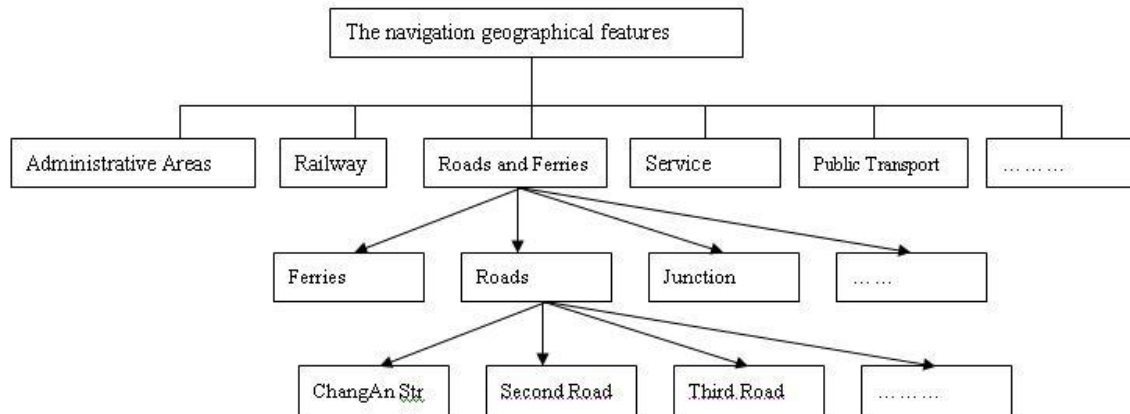 The navigation geographical features
Administrative Areas
Railway
Roads and Ferries
Service
Public Transport
………
Ferries
Roads
Junction
……
ChangAn Str
Second Road
Third Road
………